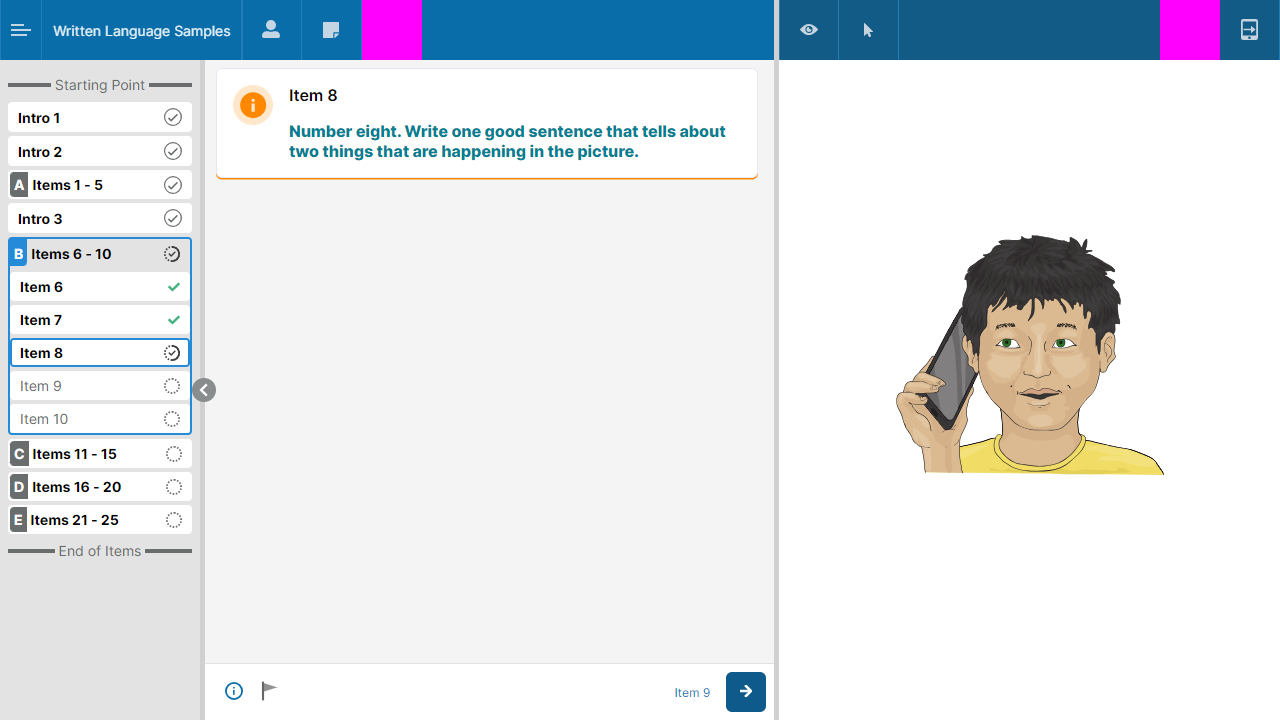 Written Language Samples
Starting Point
Intro 1
Intro 2
A Items 1 - 5
Intro 3
B Items 6 - 10
Item 6
Item 7
Item 8
Item 9
Item 10
C Items 11 - 15
D Items 16 - 20
E Items 21 - 25
End of Items
Item 8
Number eight. Write one good sentence that tells about
two things that are happening in the picture.
Item 9